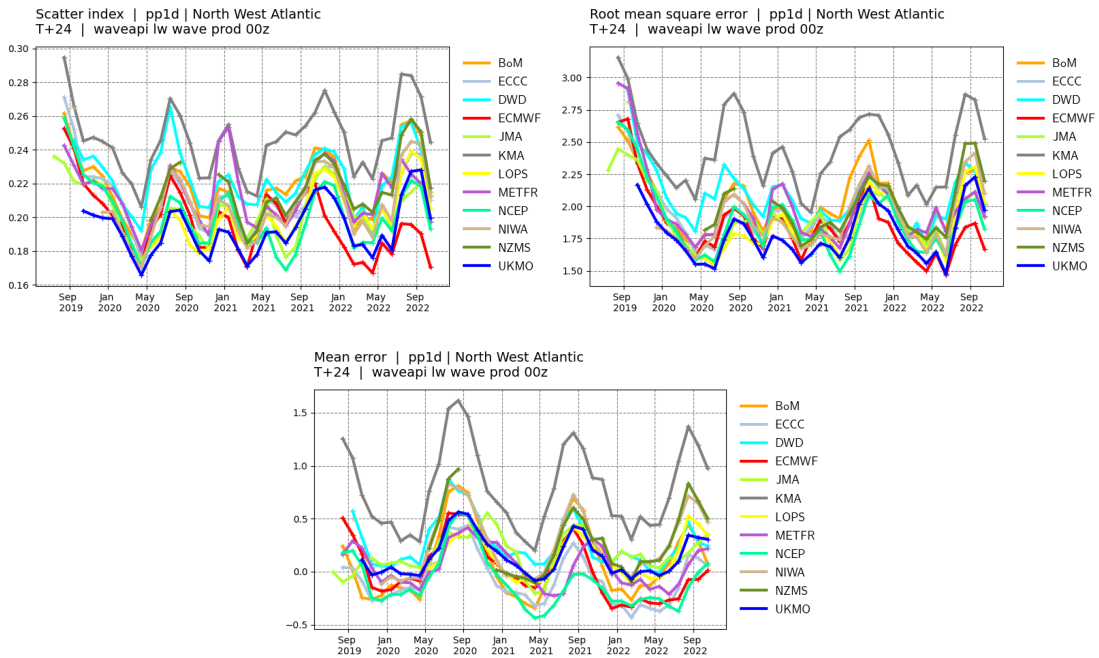 Scatter index | pp1d | North West Atlantic
T+24 | waveapi lw wave prod 00z
0.30
0.28
0.26
0.24
0.22
0.20
0.18
0.16
Sep 2019
Jan 2020
May 2020
Sep 2020
Jan 2021
May 2021
Sep 2021
Jan 2022
May 2022
Sep 2022
BoM
ECCC
DWD
ECMWF
JMA
KMA
LOPS
METFR
NCEP
NIWA
NZMS
UKMO
Root mean square error | pp1d | North West Atlantic
T+24 | waveapi lw wave prod 00z
3.00
2.75
2.50
2.25
2.00
1.75
1.50
Sep 2019
Jan 2020
May 2020
Sep 2020
Jan 2021
May 2021
Sep 2021
Jan 2022
May 2022
Sep 2022
BoM
ECCC
DWD
ECMWF
JMA
KMA
LOPS
METFR
NCEP
NIWA
NZMS
UKMO
Mean error | pp1d | North West Atlantic
T+24 | waveapi lw wave prod 00z
1.5
1.0
0.5
0.0
−0.5
Sep 2019
Jan 2020
May 2020
Sep 2020
Jan 2021
May 2021
Sep 2021
Jan 2022
May 2022
Sep 2022
BoM
ECCC
DWD
ECMWF
JMA
KMA
LOPS
METFR
NCEP
NIWA
NZMS
UKMO